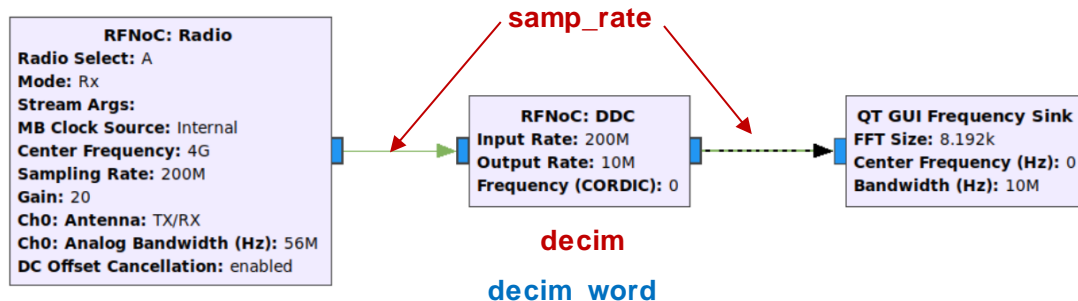 samp_rate
RFNoC: Radio
Radio Select: A
Mode: Rx
Stream Args:
MB Clock Source: Internal
Center Frequency: 4G
Sampling Rate: 200M
Gain: 20
Ch0: Antenna: TX/RX
Ch0: Analog Bandwidth (Hz): 56M
DC Offset Cancellation: enabled
RFNoC: DDC
Input Rate: 200M
Output Rate: 10M
Frequency (CORDIC): 0
QT GUI Frequency Sink
FFT Size: 8.192k
Center Frequency (Hz): 0
Bandwidth (Hz): 10M
decim
decim_word